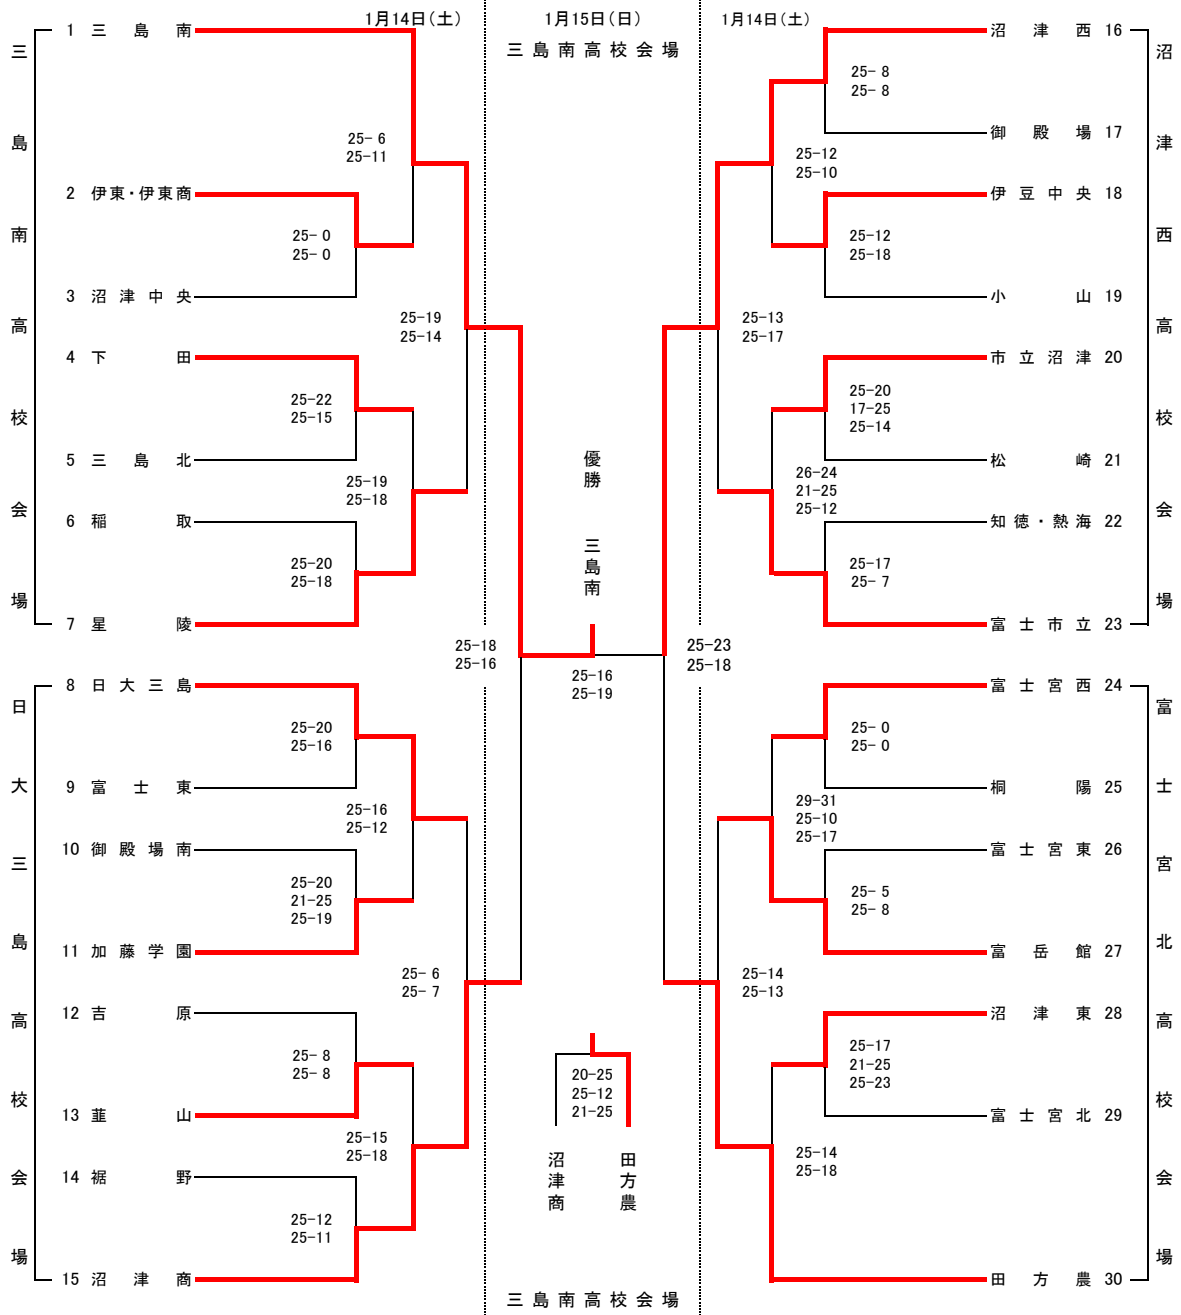 1月14日(土)
1月15日(日)
1月14日(土)
三島南高校会場
三島南高校会場
1 三島南
25- 6
25-11
2 伊東・伊東商
25- 0
25- 0
3 沼津中央
25-19
25-14
4 下田
25-22
25-15
5 三島北
25-19
25-18
6 稲取
25-20
25-18
7 星陵
25-18
25-16
日大三島高校会場
8 日大三島
25-20
25-16
9 富士東
25-16
25-12
10 御殿場南
25-20
21-25
25-19
11 加藤学園
25- 6
25- 7
12 吉原
25- 8
25- 8
13 韮山
25-15
25-18
14 裾野
25-12
25-11
15 沼津商
優勝 三島南
25-16
25-19
20-25
25-12
21-25
沼津商
田方農
三島南高校会場
沼津西高校会場
沼津西 16
25- 8
25- 8
御殿場 17
25-12
25-10
伊豆中央 18
25-12
25-18
小山 19
25-13
25-17
市立沼津 20
25-20
17-25
25-14
松崎 21
26-24
21-25
25-12
知徳・熱海 22
25-17
25- 7
富士市立 23
25-23
25-18
富士宮北高校会場
富士宮西 24
25- 0
25- 0
桐陽 25
29-31
25-10
25-17
富士宮東 26
25- 5
25- 8
富岳館 27
25-14
25-13
沼津東 28
25-17
21-25
25-23
富士宮北 29
25-14
25-18
田方農 30